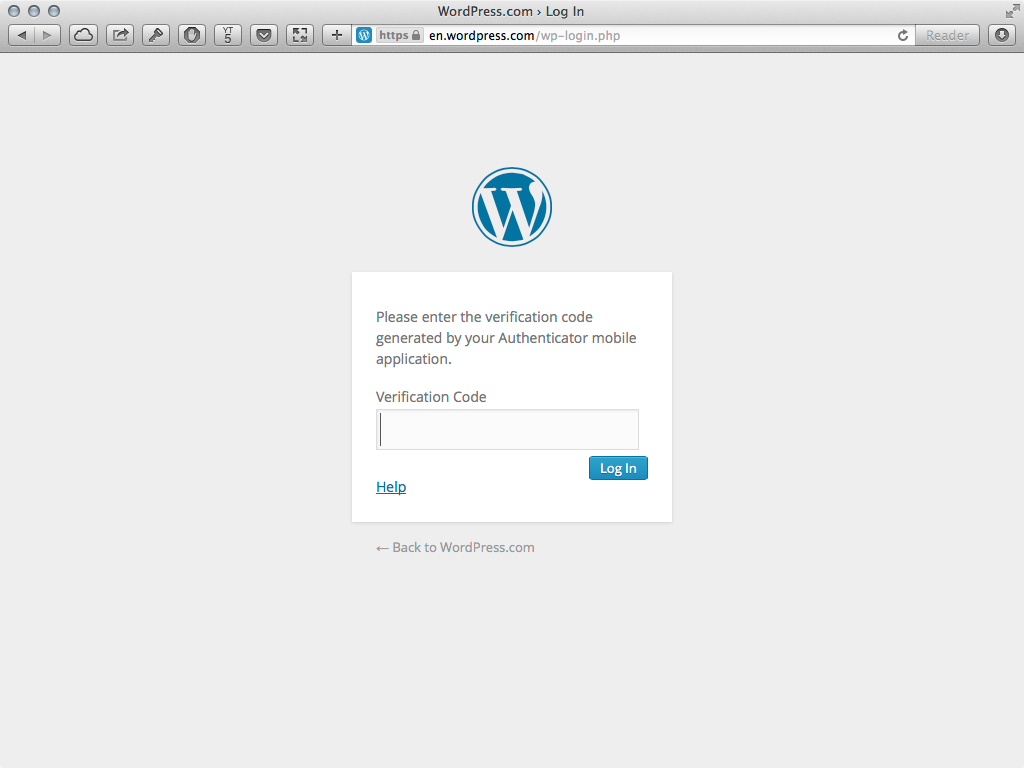 WordPress.com › Log In
YT
5
https en.wordpress.com/wp-login.php
Reader
W
Please enter the verification code
generated by your Authenticator mobile
application.
Verification Code
Log In
Help
← Back to WordPress.com